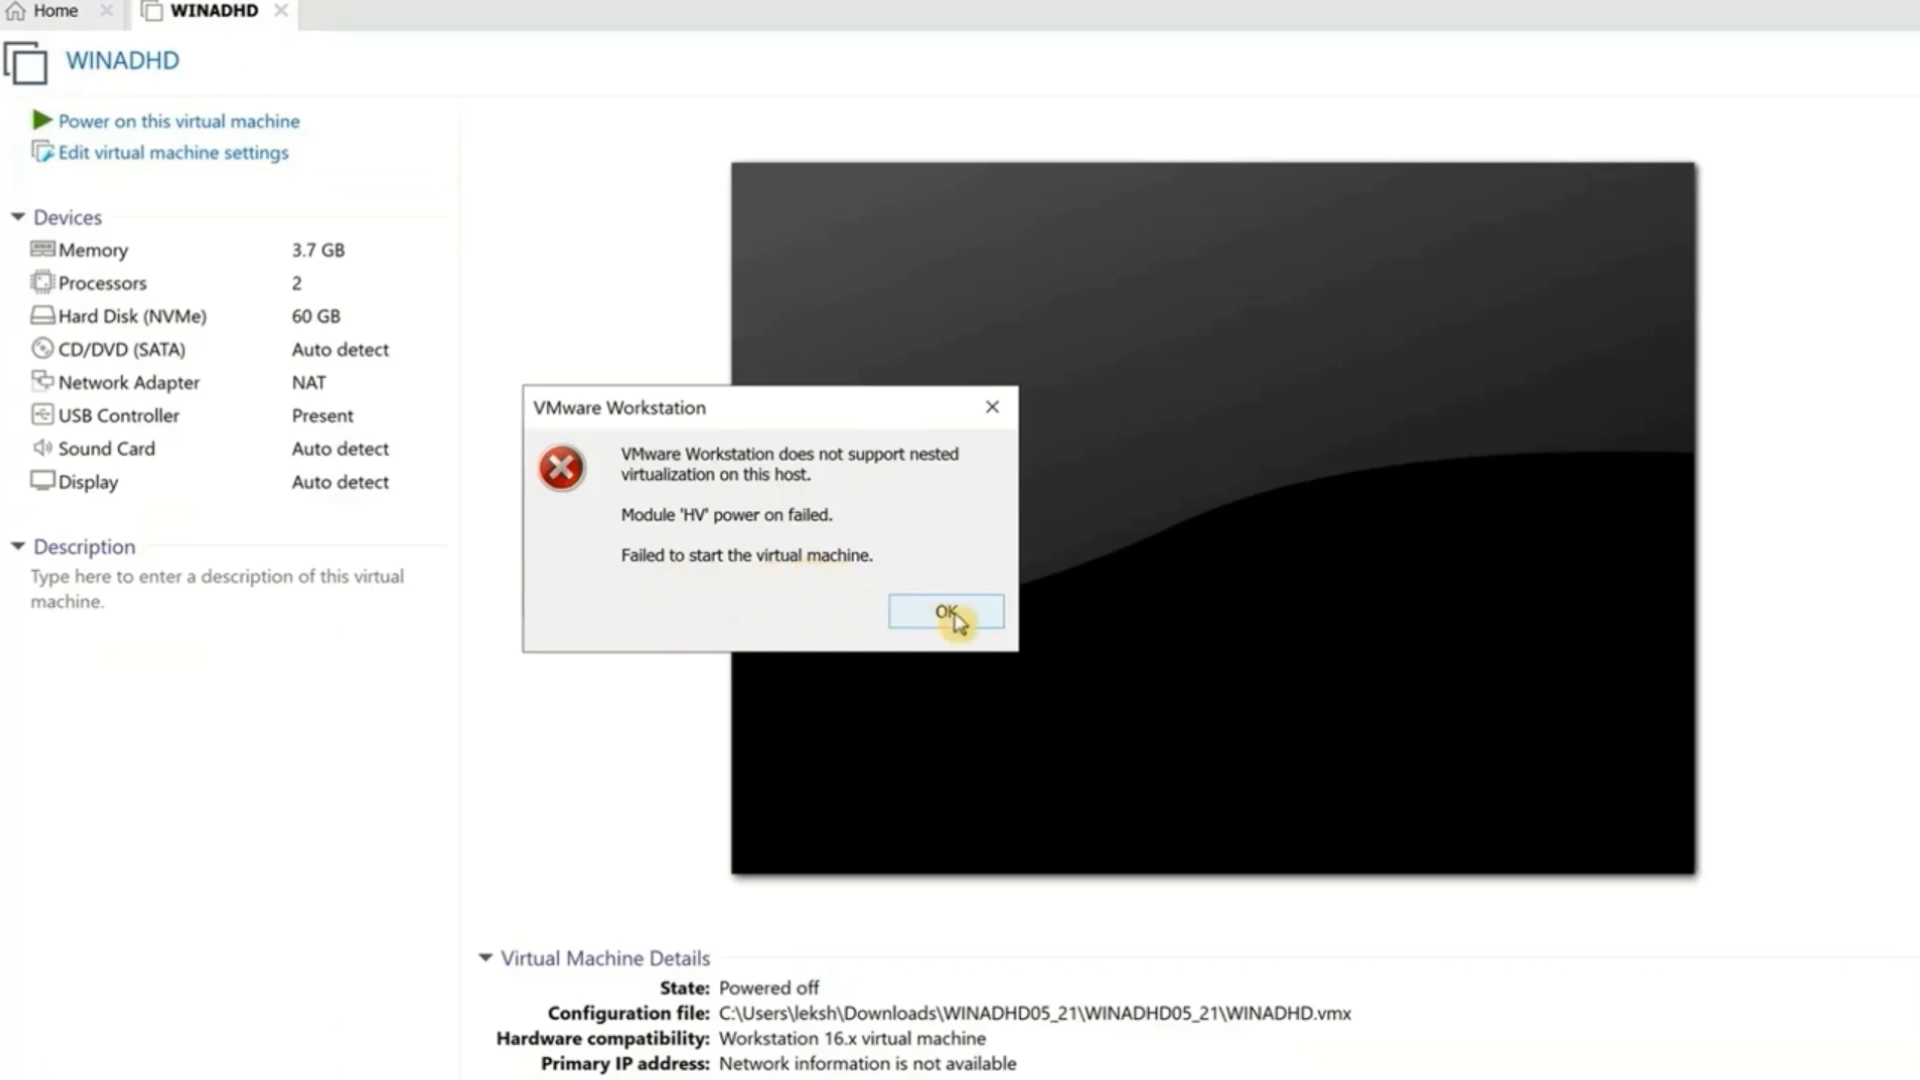 Home
WINADHD
WINADHD
Power on this virtual machine
Edit virtual machine settings
Devices
Memory 3.7 GB
Processors 2
Hard Disk (NVMe) 60 GB
CD/DVD (SATA) Auto detect
Network Adapter NAT
USB Controller Present
Sound Card Auto detect
Display Auto detect
Description
Type here to enter a description of this virtual
machine.
VMware Workstation
VMware Workstation does not support nested
virtualization on this host.
Module 'HV' power on failed.
Failed to start the virtual machine.
OK
Virtual Machine Details
State: Powered off
Configuration file: C:\Users\leksh\Downloads\WINADHD05_21\WINADHD05_21\WINADHD.vmx
Hardware compatibility: Workstation 16.x virtual machine
Primary IP address: Network information is not available